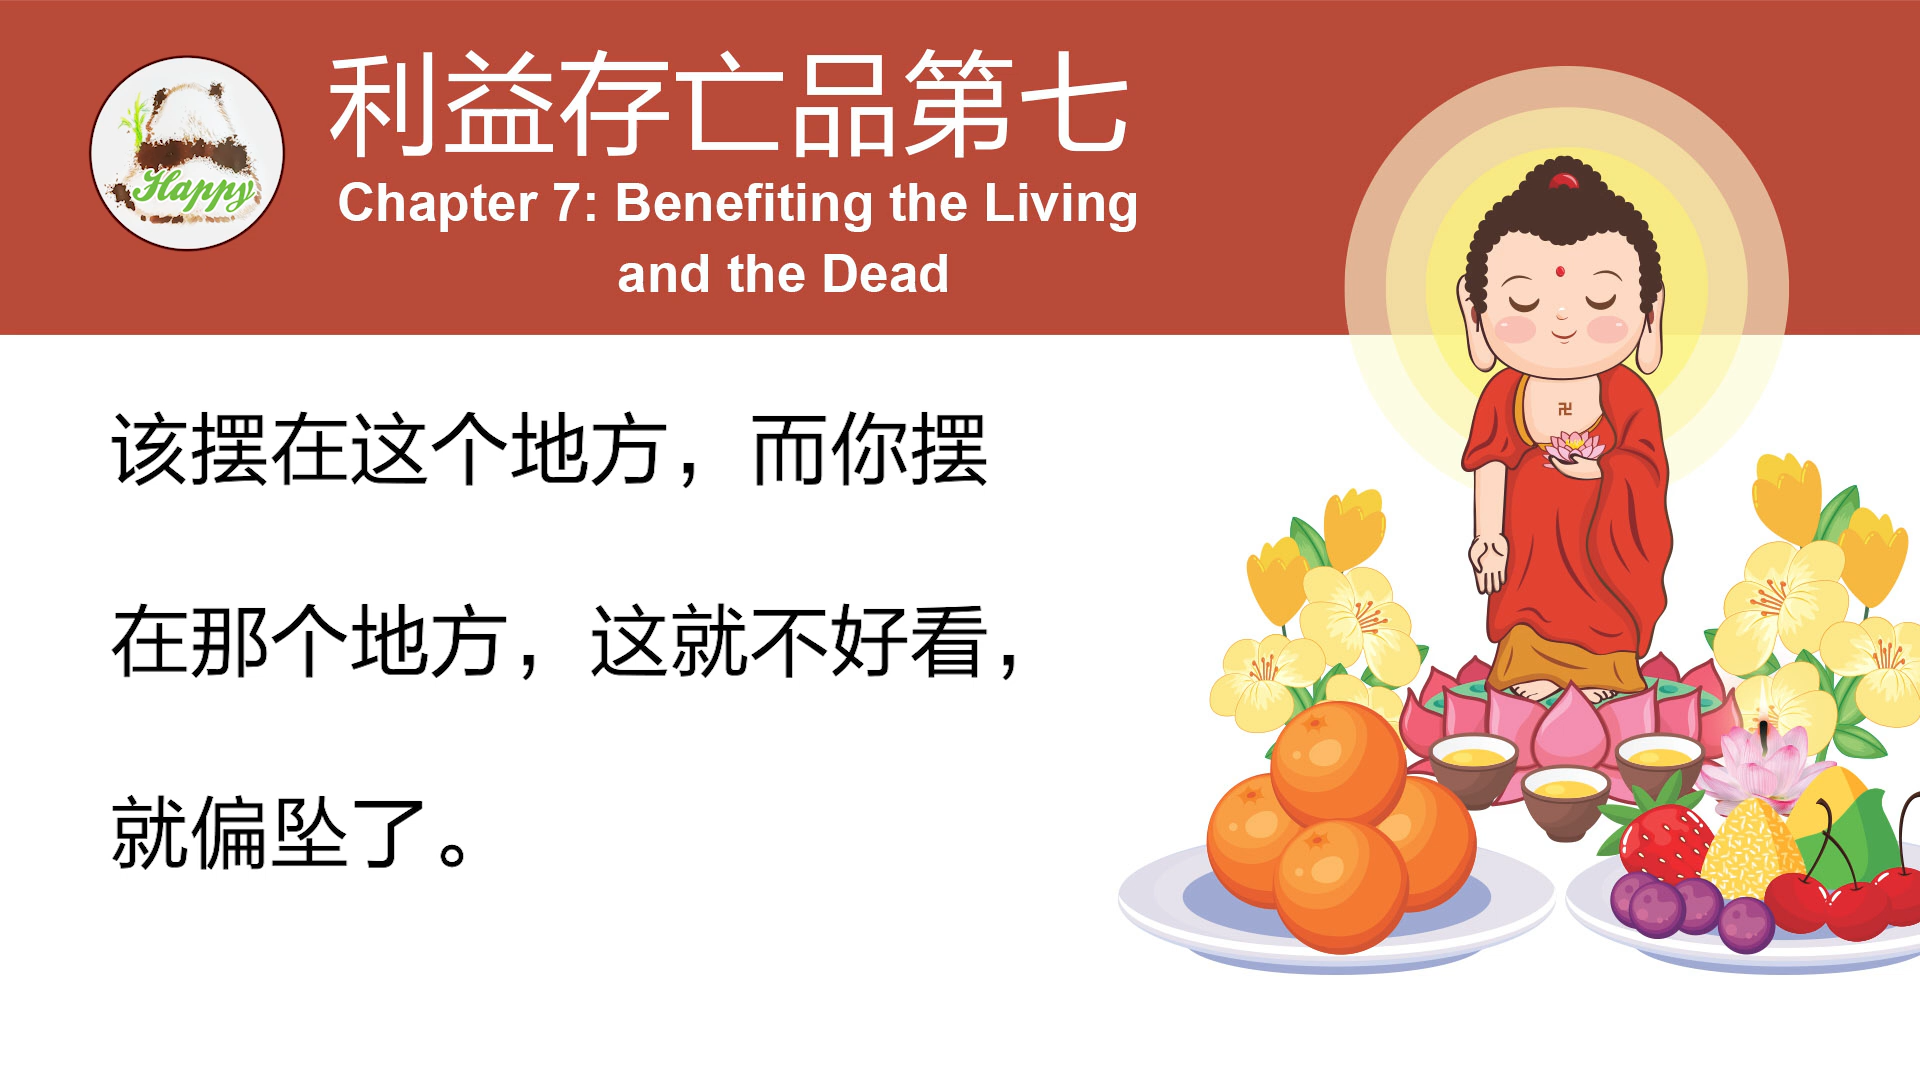 利益存亡品第七
Chapter 7: Benefiting the Living
and the Dead
Happy
该摆在这个地方，而你摆
在那个地方，这就不好看，
就偏坠了。
卍